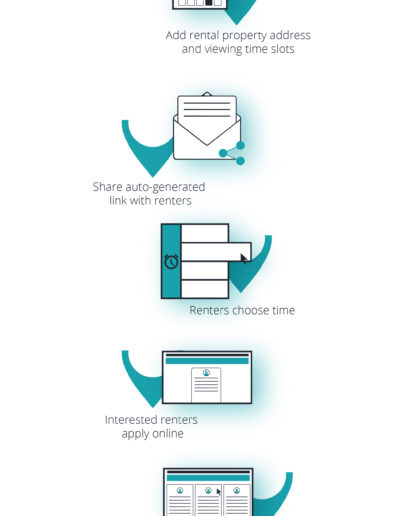 Add rental property address
and viewing time slots
Share auto-generated
link with renters
Renters choose time
Interested renters
apply online